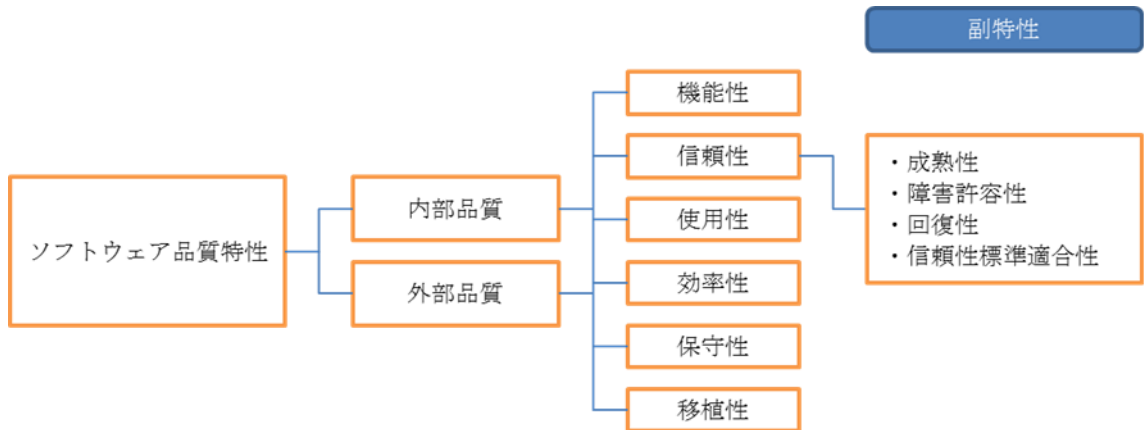 副特性
ソフトウェア品質特性
内部品質
外部品質
機能性
信頼性
使用性
効率性
保守性
移植性
・成熟性
・障害許容性
・回復性
・信頼性標準適合性